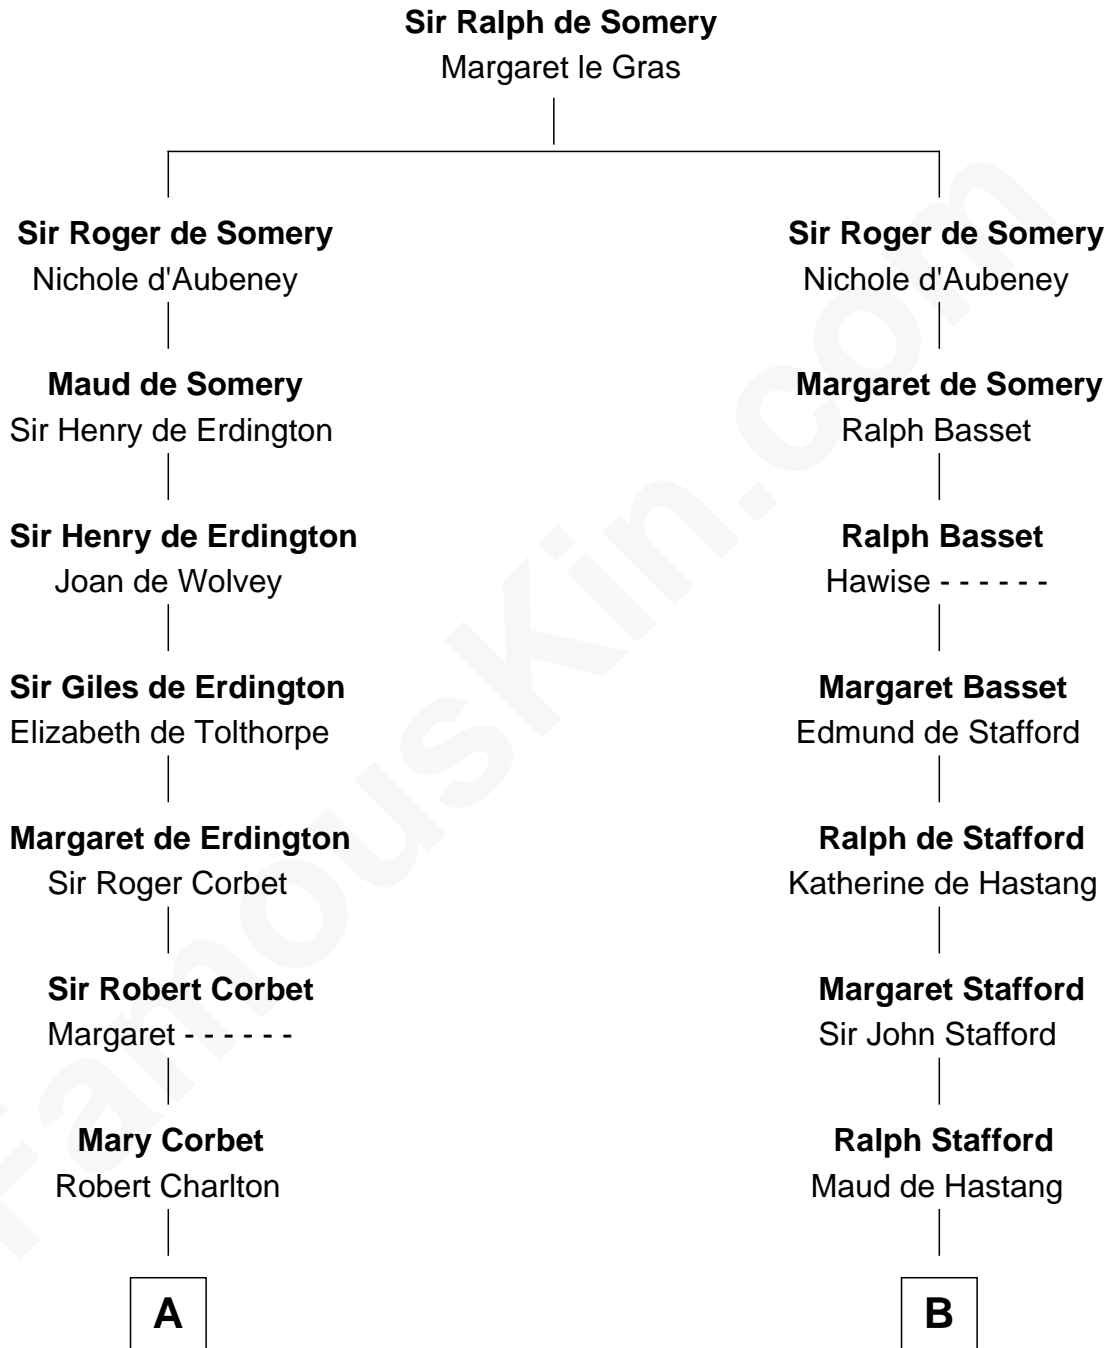 Sir Ralph de Somery
Margaret le Gras
Sir Roger de Somery
Nichole d'Aubeney
Maud de Somery
Sir Henry de Erdington
Sir Henry de Erdington
Joan de Wolvey
Sir Giles de Erdington
Elizabeth de Tolthorpe
Margaret de Erdington
Sir Roger Corbet
Sir Robert Corbet
Margaret - - - - - -
Mary Corbet
Robert Charlton
A
Sir Roger de Somery
Nichole d'Aubeney
Margaret de Somery
Ralph Basset
Ralph Basset
Hawise - - - - - -
Margaret Basset
Edmund de Stafford
Ralph de Stafford
Katherine de Hastang
Margaret Stafford
Sir John Stafford
Ralph Stafford
Maud de Hastang
B
FamousKin.com